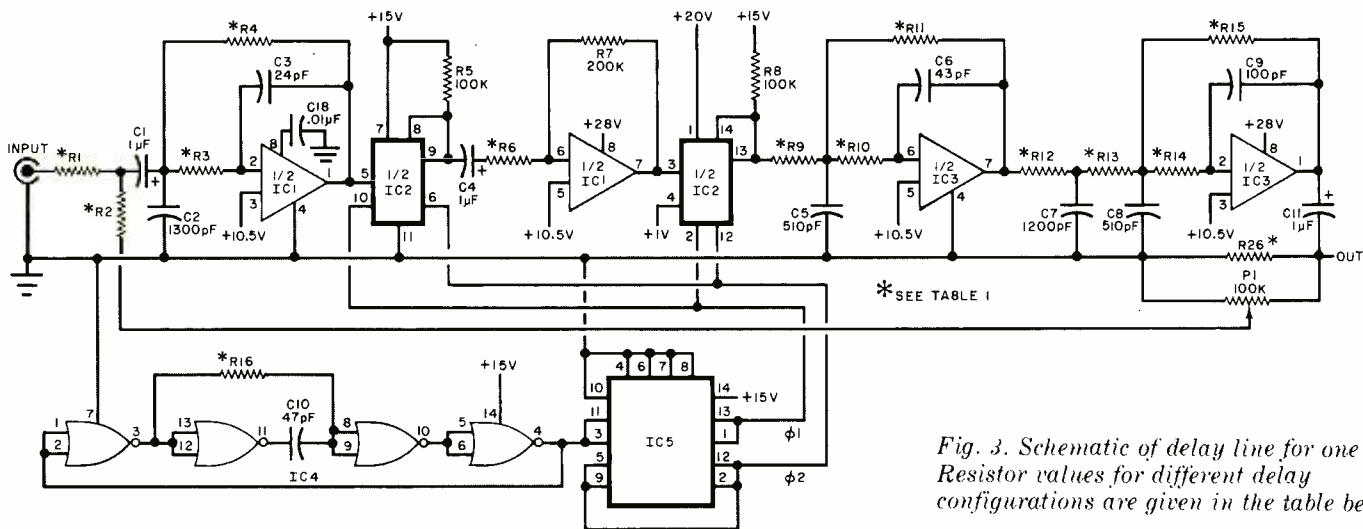 +15V
+20V
+15V
*R4
C3
24pF
R5
100K
R7
200K
R8
100K
*R11
C6
43pF
*R15
C9
100pF
INPUT
*R1
C1
1μF
+
*R2
*R3
C18
.01μF
8
2
1/2
IC1
1
3
4
+10.5V
C2
1300pF
7
8
9
5
1/2
IC2
10
6
11
C4
1μF
+
*R6
+28V
8
6
1/2
IC1
7
5
+10.5V
1
14
3
1/2
IC2
13
4
2
12
+1V
*R9
*R10
C5
510pF
6
1/2
IC3
7
5
4
+10.5V
*R12
*R13
*R14
C7
1200pF
C8
510pF
+28V
8
2
1/2
IC3
1
3
+10.5V
+
C11
1μF
R26*
OUT
P1
100K
*SEE TABLE 1
*R16
+15V
7
1
2
3
13
12
11
C10
47pF
8
9
10
5
6
14
4
IC4
4
6
7
8
10
11
3
5
9
IC5
14
13
1
12
2
+15V
φ1
φ2
Fig. 3. Schematic of delay line for one
Resistor values for different delay
configurations are given in the table be